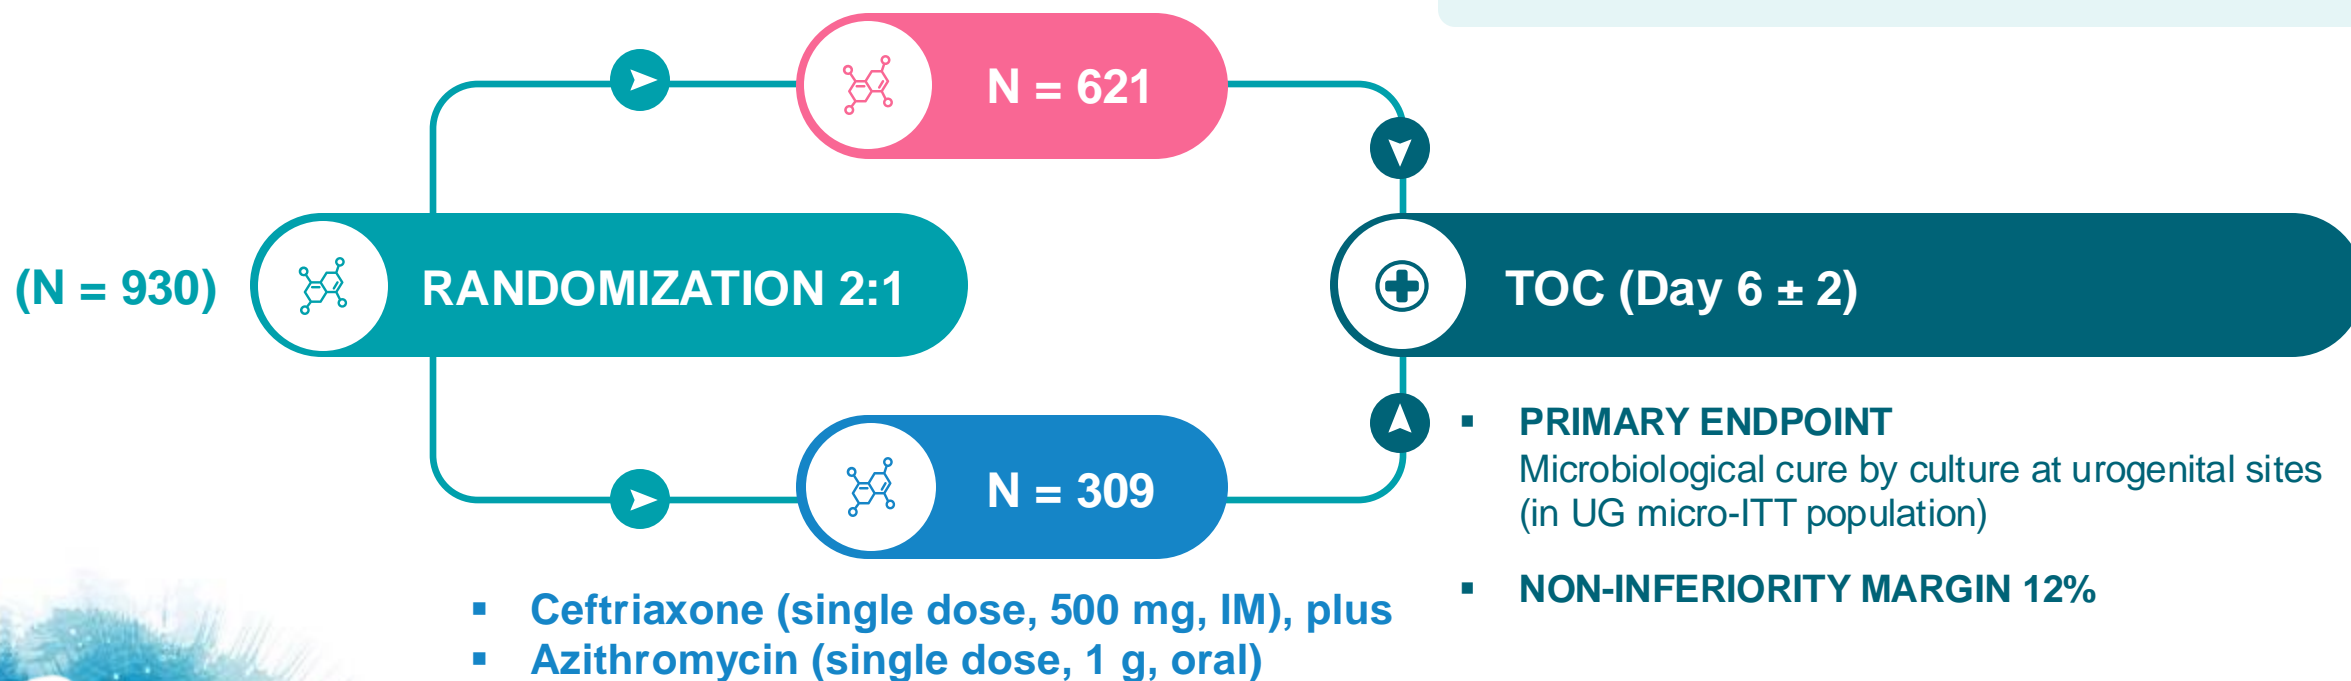 N = 621
(N = 930)
RANDOMIZATION 2:1
TOC (Day 6 ± 2)
N = 309
▪ Ceftriaxone (single dose, 500 mg, IM), plus
▪ Azithromycin (single dose, 1 g, oral)
▪ PRIMARY ENDPOINT
Microbiological cure by culture at urogenital sites
(in UG micro-ITT population)
▪ NON-INFERIORITY MARGIN 12%